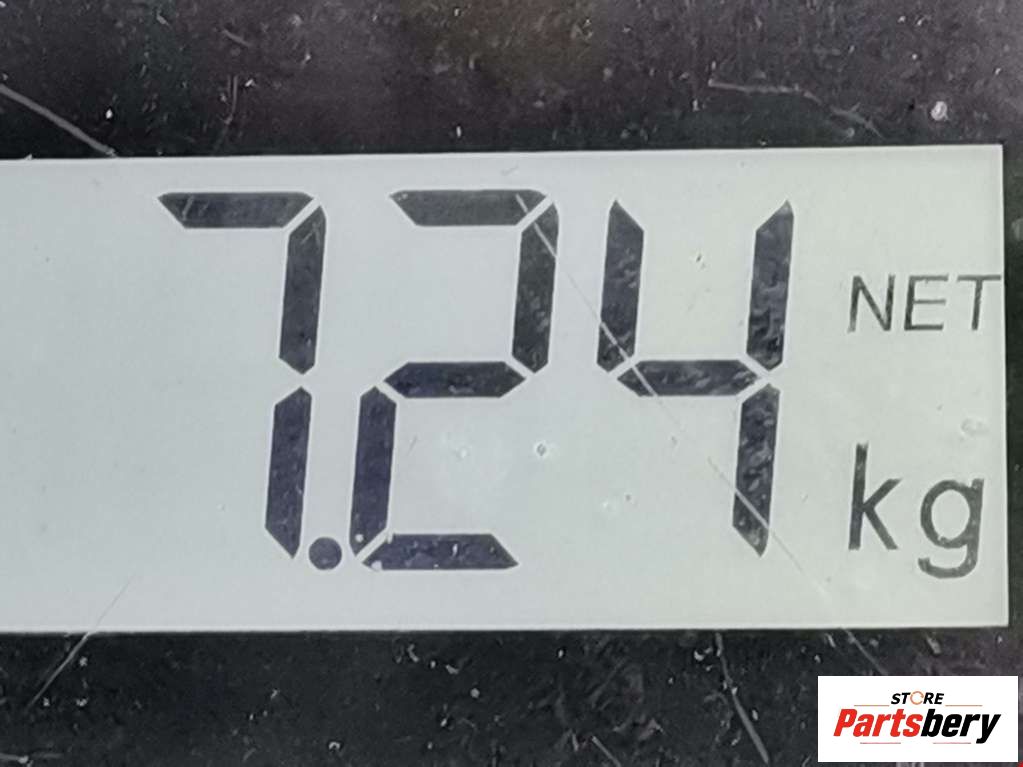 7.24
NET
kg
STORE
Partsbery